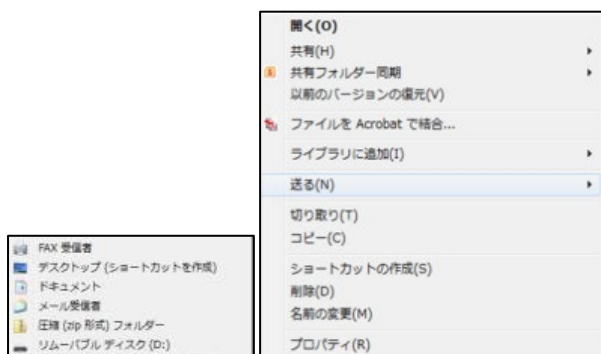 開く(O)
共有(H)
共有フォルダー同期
以前のバージョンの復元(V)
ファイルを Acrobat で結合...
ライブラリに追加(I)
送る(N)
切り取り(T)
コピー(C)
ショートカットの作成(S)
削除(D)
名前の変更(M)
プロパティ(R)
FAX 受信者
デスクトップ (ショートカットを作成)
ドキュメント
メール受信者
圧縮 (zip 形式) フォルダー
リムーバブル ディスク (D:)